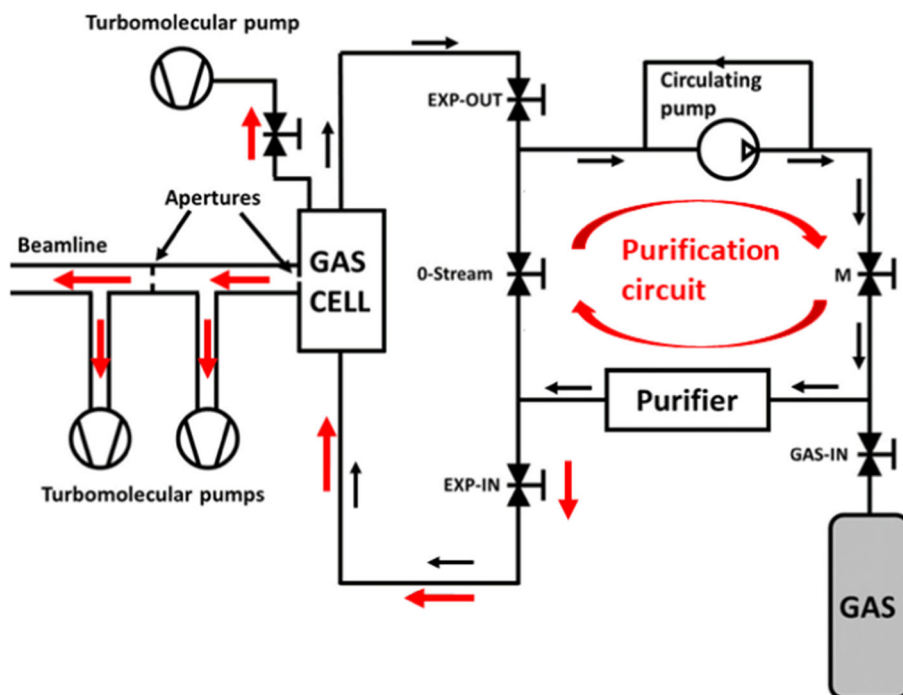 Turbomolecular pump
EXP-OUT
Circulating
pump
Apertures
Beamline
GAS
CELL
0-Stream
Purification
circuit
M
Purifier
GAS-IN
EXP-IN
Turbomolecular pumps
GAS